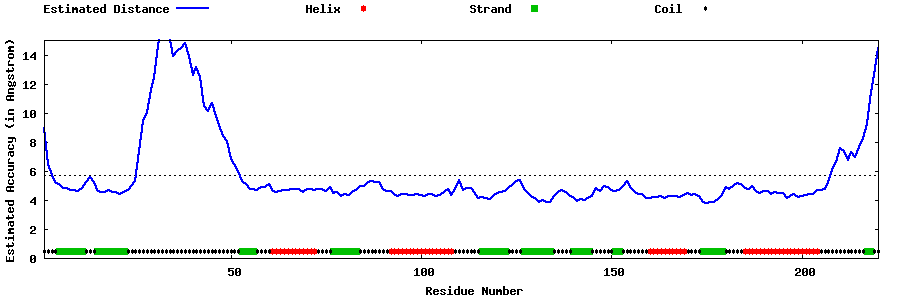 Estimated Distance Helix Strand Coil
Estimated Accuracy (in Angstrom)
14
12
10
8
6
4
2
0
50 100 150 200
Residue Number